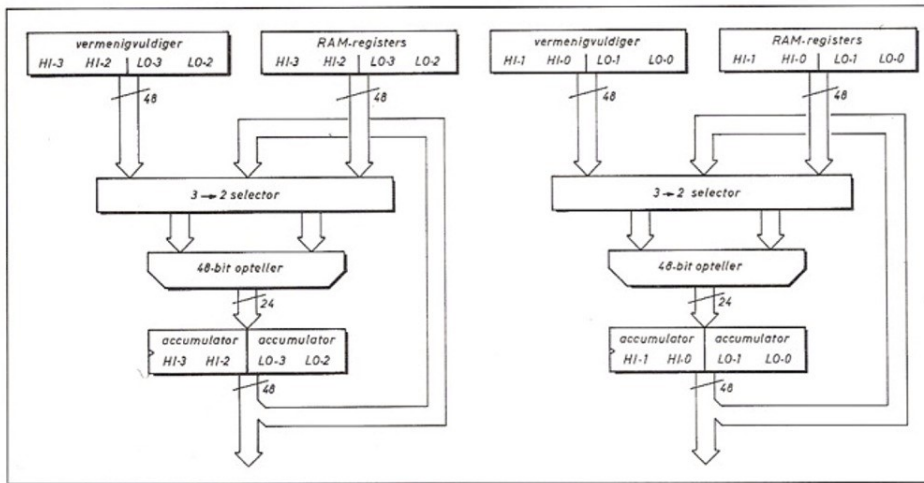 vermenigvuldiger
HI-3 HI-2 LO-3 LO-2
48
RAM-registers
HI-3 HI-2 LO-3 LO-2
48
3→2 selector
48-bit opteller
24
accumulator accumulator
HI-3 HI-2 LO-3 LO-2
48
vermenigvuldiger
HI-1 HI-0 LO-1 LO-0
48
RAM-registers
HI-1 HI-0 LO-1 LO-0
48
3→2 selector
48-bit opteller
24
accumulator accumulator
HI-1 HI-0 LO-1 LO-0
48